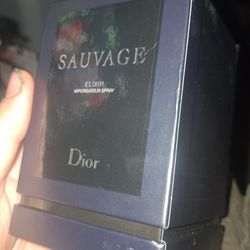 SAUVAGE
ELIXIR
VAPORISATEUR SPRAY
Dior